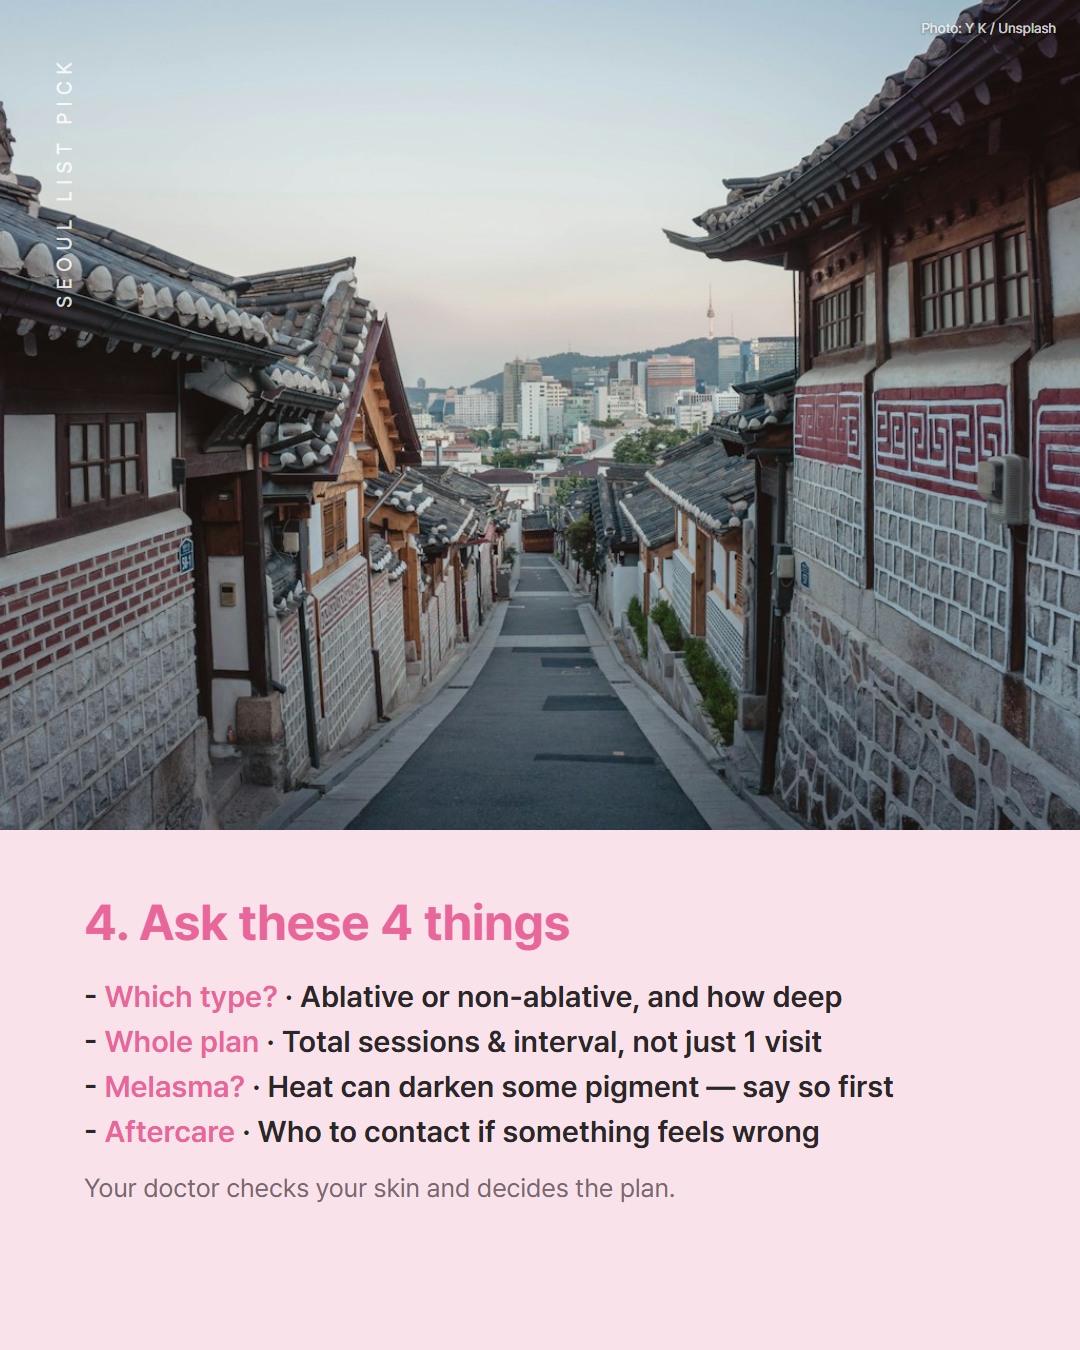 Photo: Y K / Unsplash
SEOUL LIST PICK
4. Ask these 4 things
- Which type? · Ablative or non-ablative, and how deep
- Whole plan · Total sessions & interval, not just 1 visit
- Melasma? · Heat can darken some pigment — say so first
- Aftercare · Who to contact if something feels wrong
Your doctor checks your skin and decides the plan.